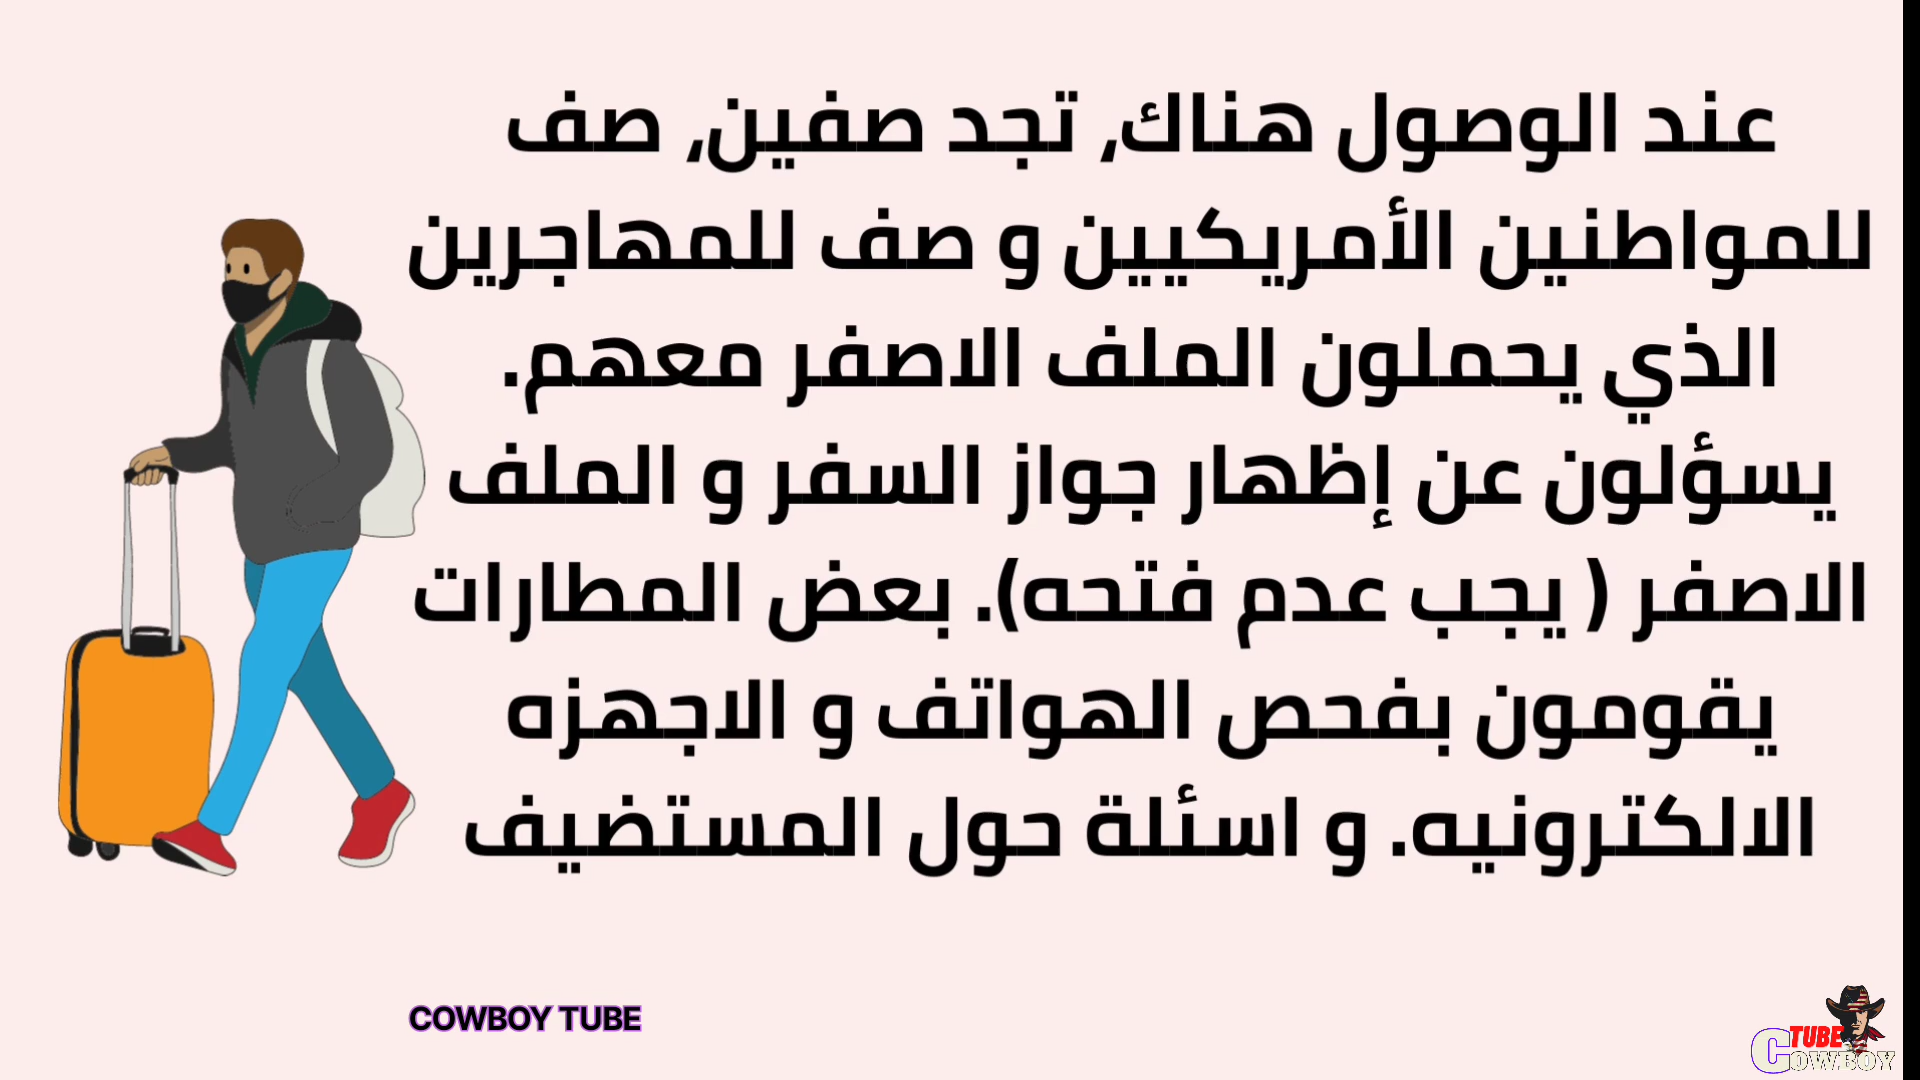 عند الوصول هناك, تجد صفين, صف
للمواطنين الأمريكيين و صف للمهاجرين
الذي يحملون الملف الاصفر معهم.
يسؤلون عن إظهار جواز السفر و الملف
الاصفر ( يجب عدم فتحه). بعض المطارات
يقومون بفحص الهواتف و الاجهزه
الالكترونيه. و اسئلة حول المستضيف
COWBOY TUBE
TUBE
COWBOY